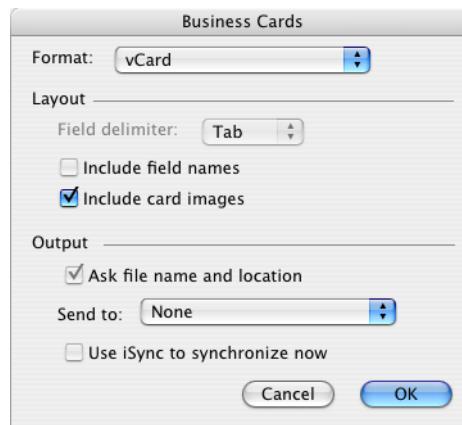 Business Cards
Format: vCard
Layout
Field delimiter: Tab
Include field names
Include card images
Output
Ask file name and location
Send to: None
Use iSync to synchronize now
Cancel OK